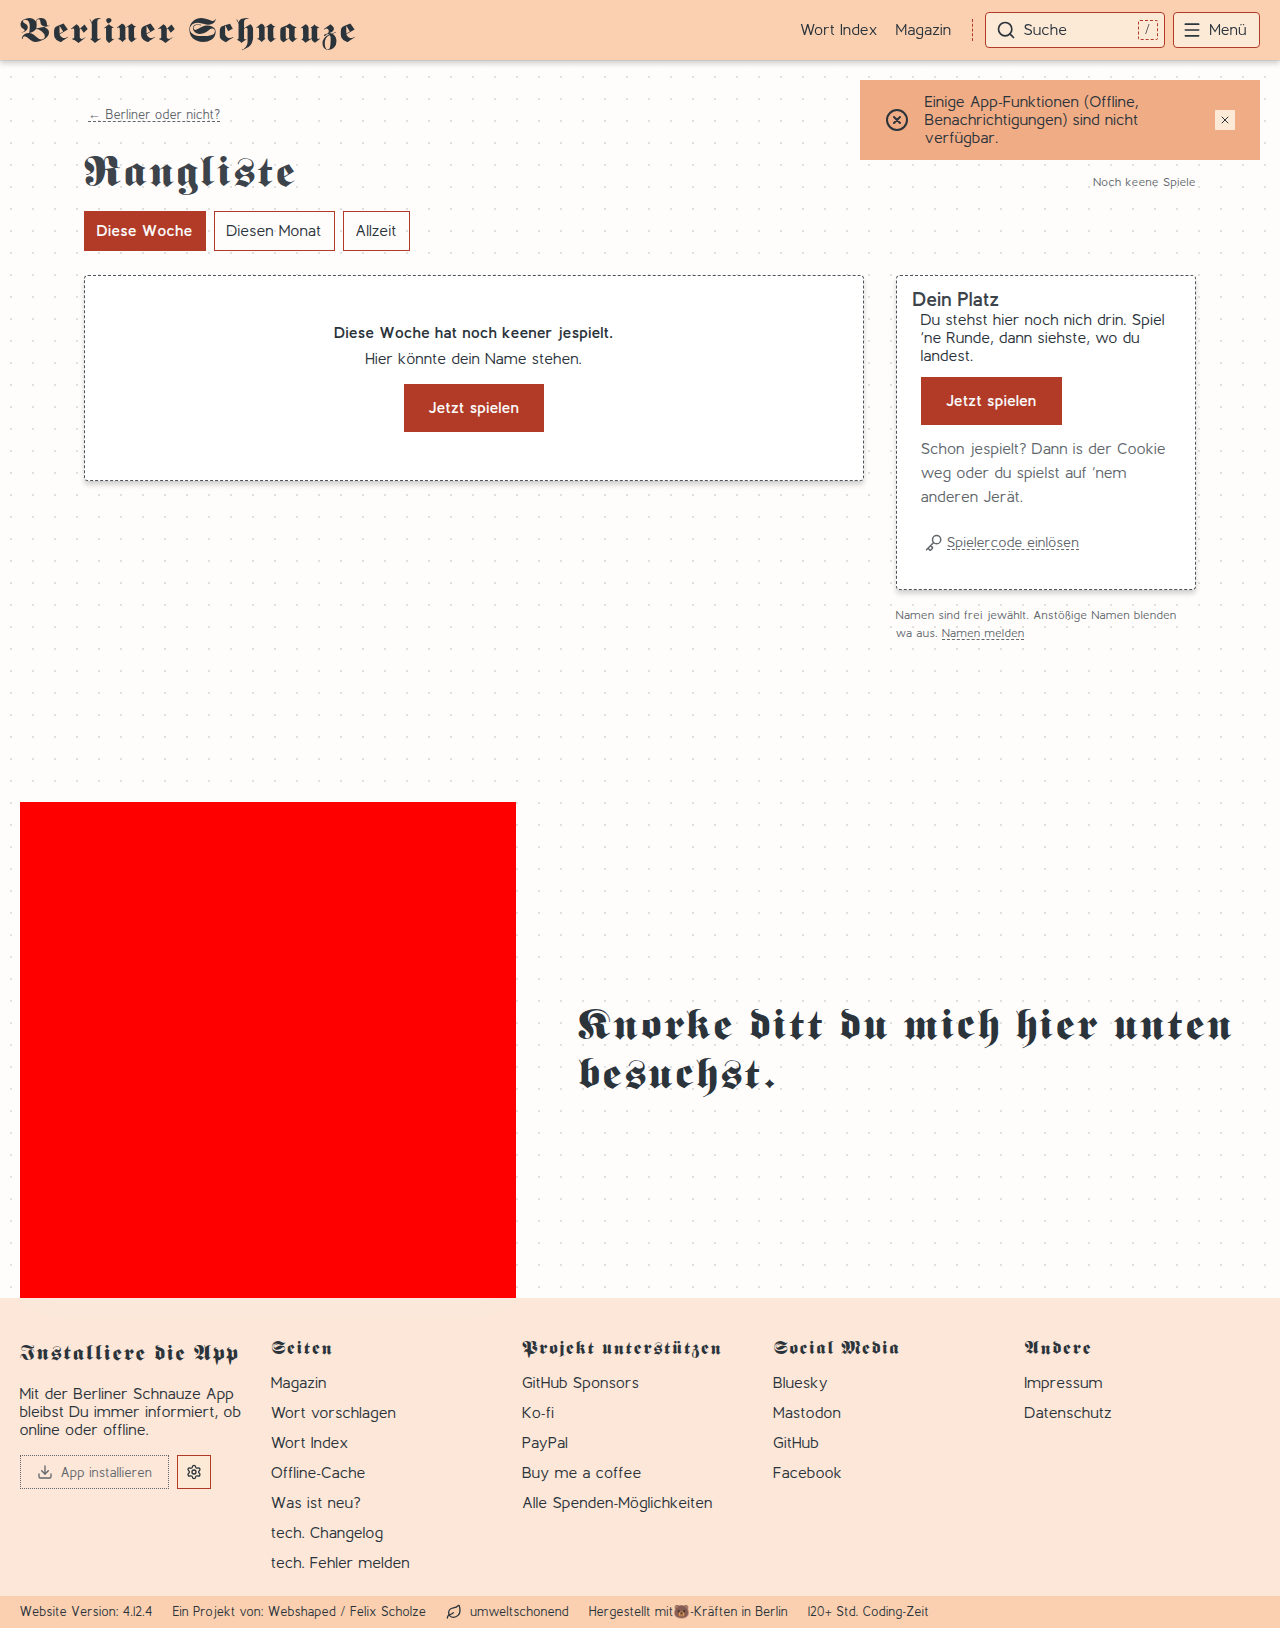 Berliner Schnauze
Wort Index
Magazin
Suche
/
Menü
Einige App-Funktionen (Offline,
Benachrichtigungen) sind nicht
verfügbar.
← Berliner oder nicht?
Rangliste
Noch keene Spiele
Diese Woche
Diesen Monat
Allzeit
Diese Woche hat noch keener jespielt.
Hier könnte dein Name stehen.
Jetzt spielen
Dein Platz
Du stehst hier noch nich drin. Spiel
’ne Runde, dann siehste, wo du
landest.
Jetzt spielen
Schon jespielt? Dann is der Cookie
weg oder du spielst auf ’nem
anderen Jerät.
Spielercode einlösen
Namen sind frei jewählt. Anstößige Namen blenden
wa aus. Namen melden
Knorke ditt du mich hier unten
besuchst.
Installiere die App
Mit der Berliner Schnauze App
bleibst Du immer informiert, ob
online oder offline.
App installieren
Seiten
Magazin
Wort vorschlagen
Wort Index
Offline-Cache
Was ist neu?
tech. Changelog
tech. Fehler melden
Projekt unterstützen
GitHub Sponsors
Ko-fi
PayPal
Buy me a coffee
Alle Spenden-Möglichkeiten
Social Media
Bluesky
Mastodon
GitHub
Facebook
Andere
Impressum
Datenschutz
Website Version: 4.12.4
Ein Projekt von: Webshaped / Felix Scholze
umweltschonend
Hergestellt mit🐻-Kräften in Berlin
120+ Std. Coding-Zeit